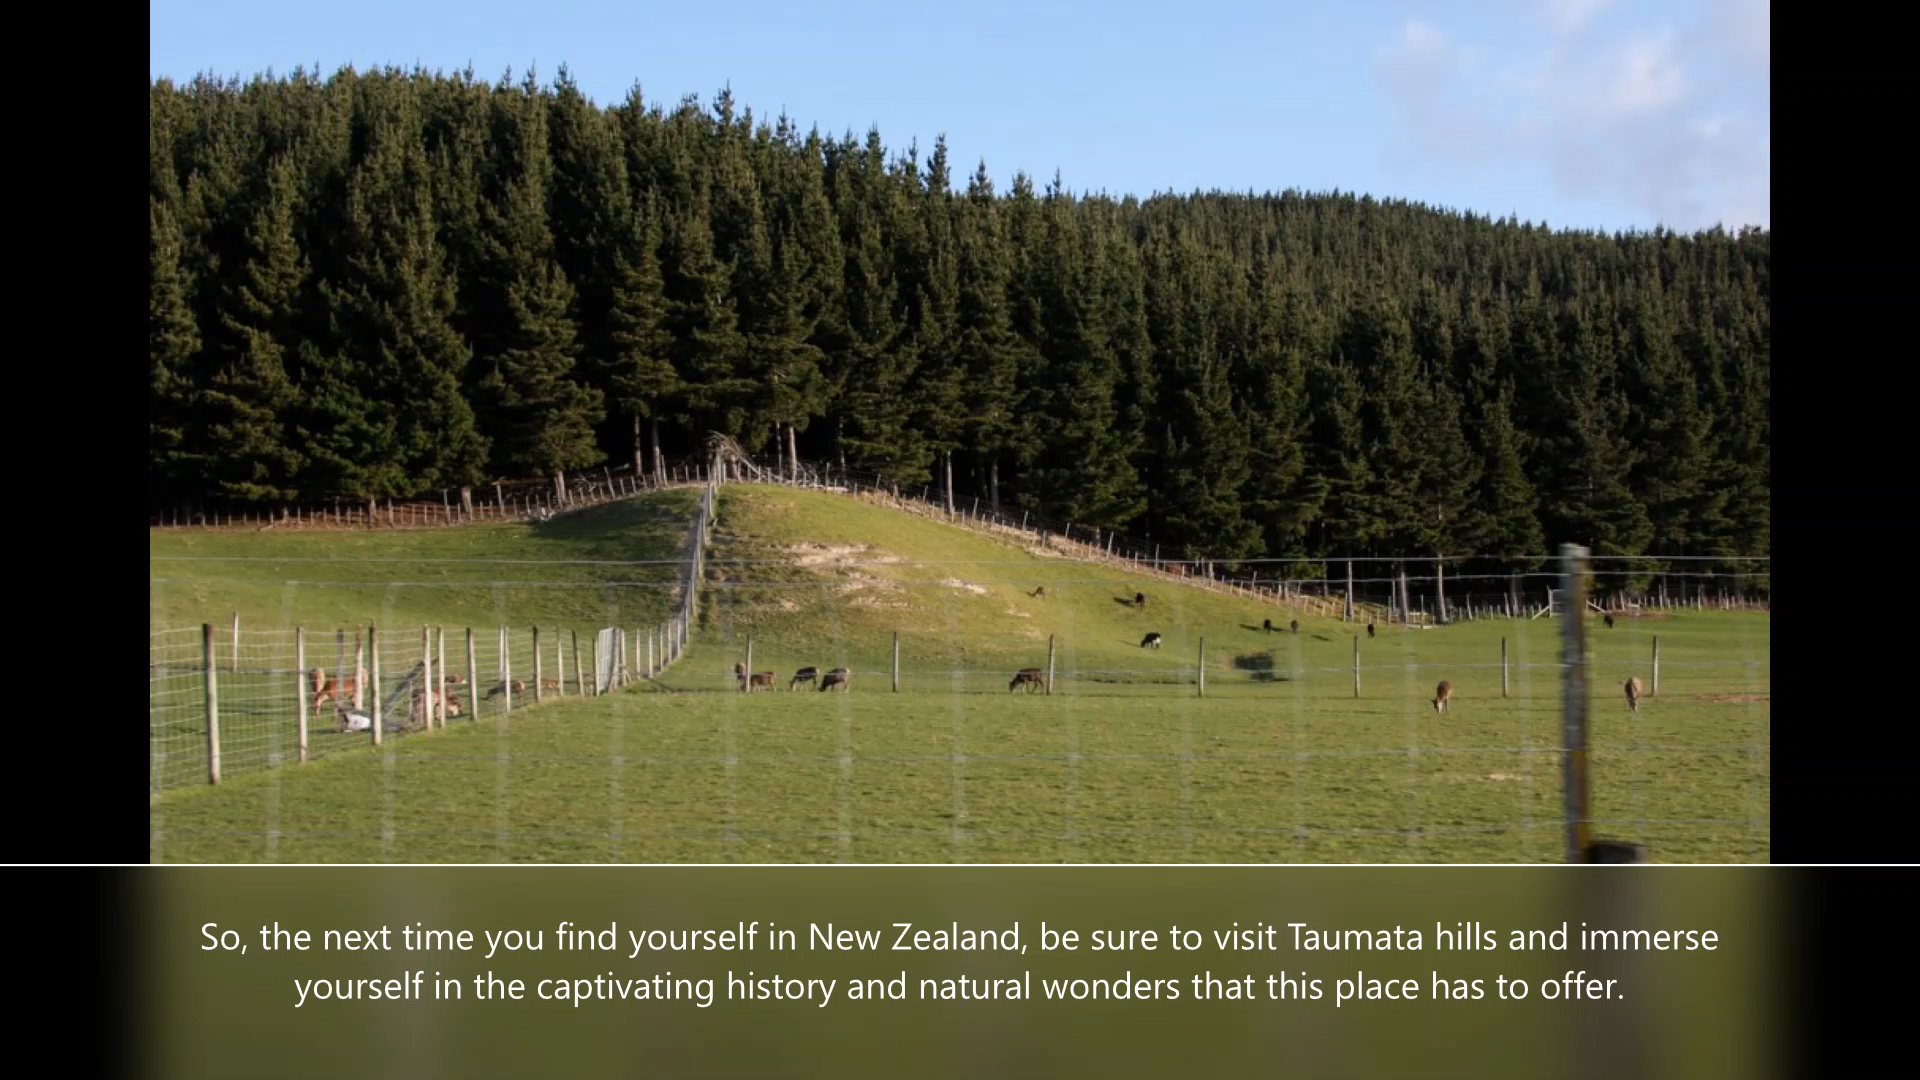 So, the next time you find yourself in New Zealand, be sure to visit Taumata hills and immerse
yourself in the captivating history and natural wonders that this place has to offer.